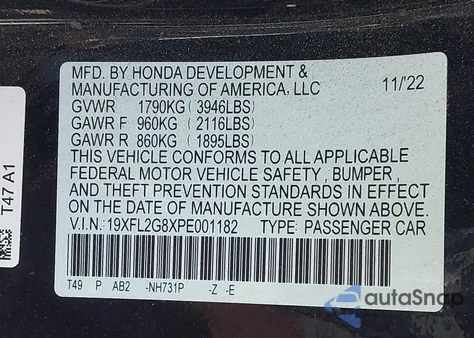 MFD. BY HONDA DEVELOPMENT &
MANUFACTURING OF AMERICA, LLC 11/'22
GVWR 1790KG (3946LBS)
GAWR F 960KG (2116LBS)
GAWR R 860KG (1895LBS)
THIS VEHICLE CONFORMS TO ALL APPLICABLE
FEDERAL MOTOR VEHICLE SAFETY, BUMPER,
AND THEFT PREVENTION STANDARDS IN EFFECT
ON THE DATE OF MANUFACTURE SHOWN ABOVE.
V.I.N.: 19XFL2G8XPE001182 TYPE: PASSENGER CAR
T49 P AB2 -NH731P -Z -E
T47 A1
autaSnap